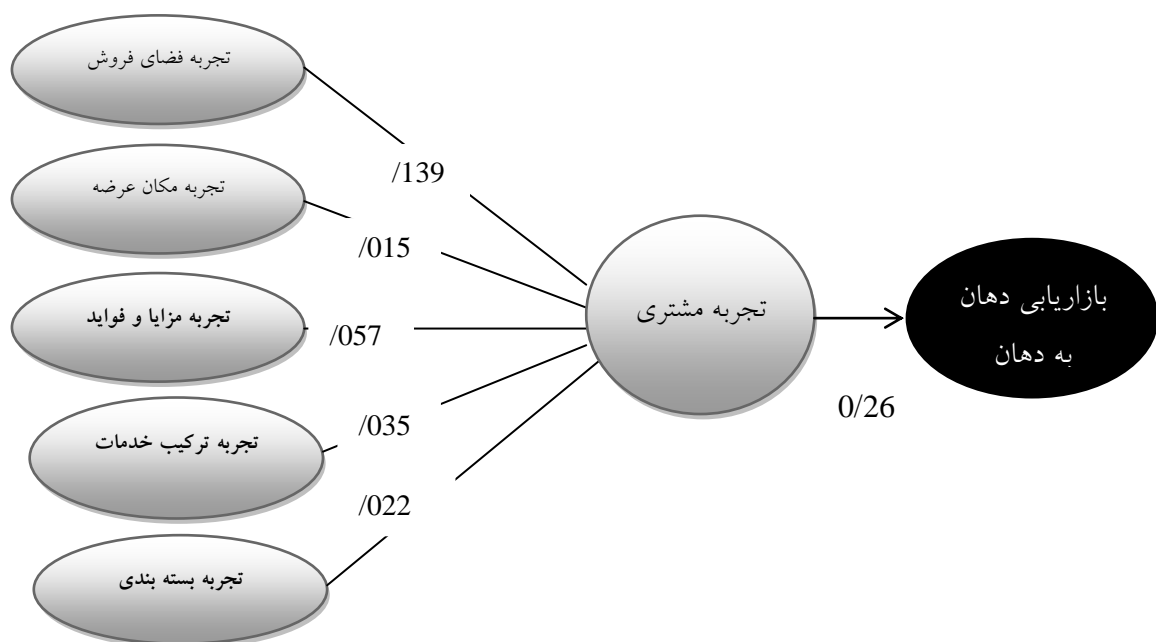 تجربه فضای فروش
/139
تجربه مکان عرضه
/015
تجربه مزایا و فواید
/057
تجربه ترکیب خدمات
/035
تجربه بسته بندی
/022
تجربه مشتری
0/26
بازاریابی دهان
به دهان